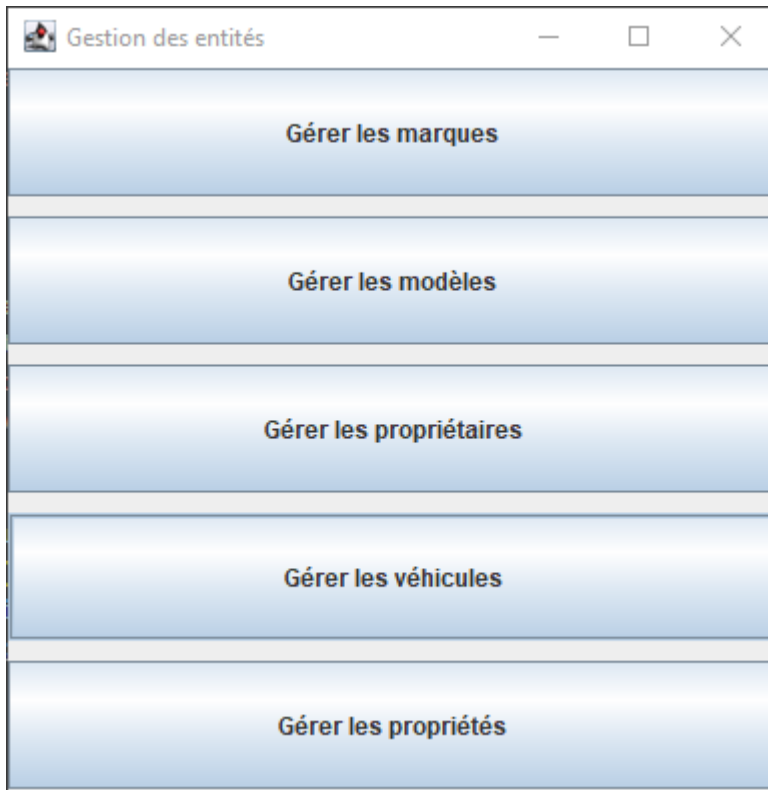 Gestion des entités
Gérer les marques
Gérer les modèles
Gérer les propriétaires
Gérer les véhicules
Gérer les propriétés